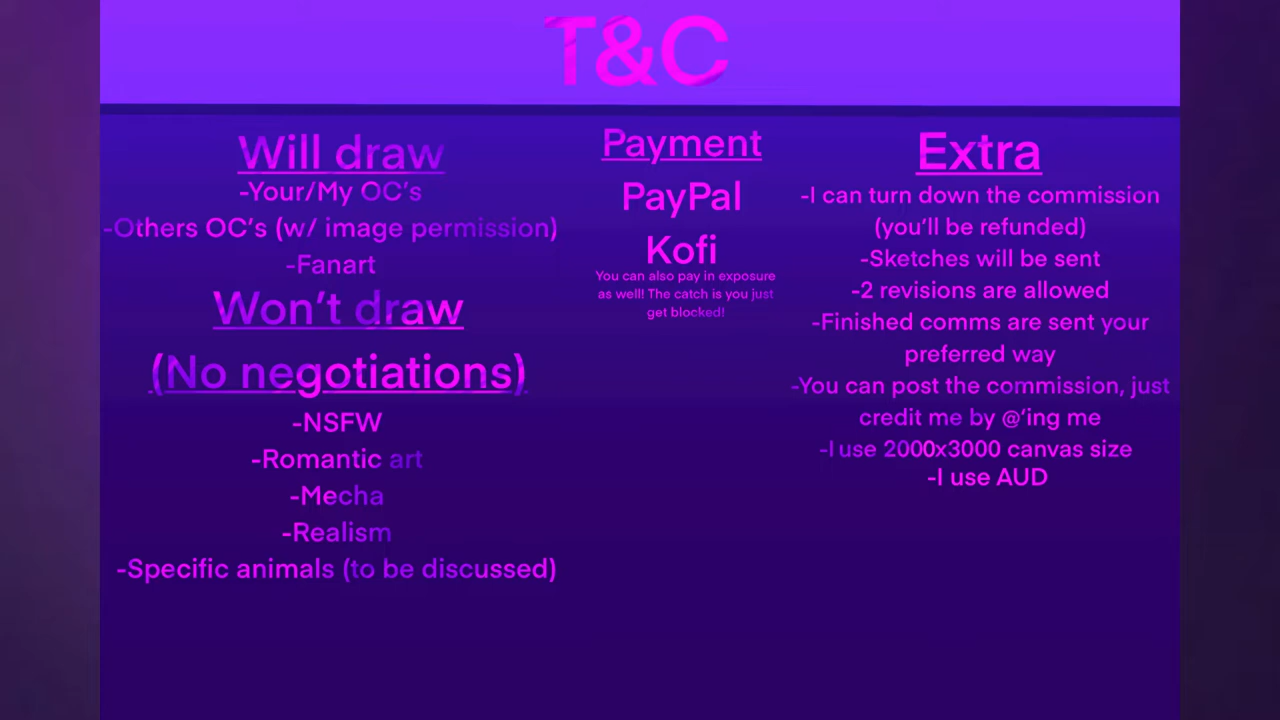 T&C
Will draw
-Your/My OC's
-Others OC's (w/ image permission)
-Fanart
Won't draw
(No negotiations)
-NSFW
-Romantic art
-Mecha
-Realism
-Specific animals (to be discussed)
Payment
PayPal
Kofi
You can also pay in exposure
as well! The catch is you just
get blocked!
Extra
-I can turn down the commission
(you'll be refunded)
-Sketches will be sent
-2 revisions are allowed
-Finished comms are sent your
preferred way
-You can post the commission, just
credit me by @'ing me
-I use 2000x3000 canvas size
-I use AUD